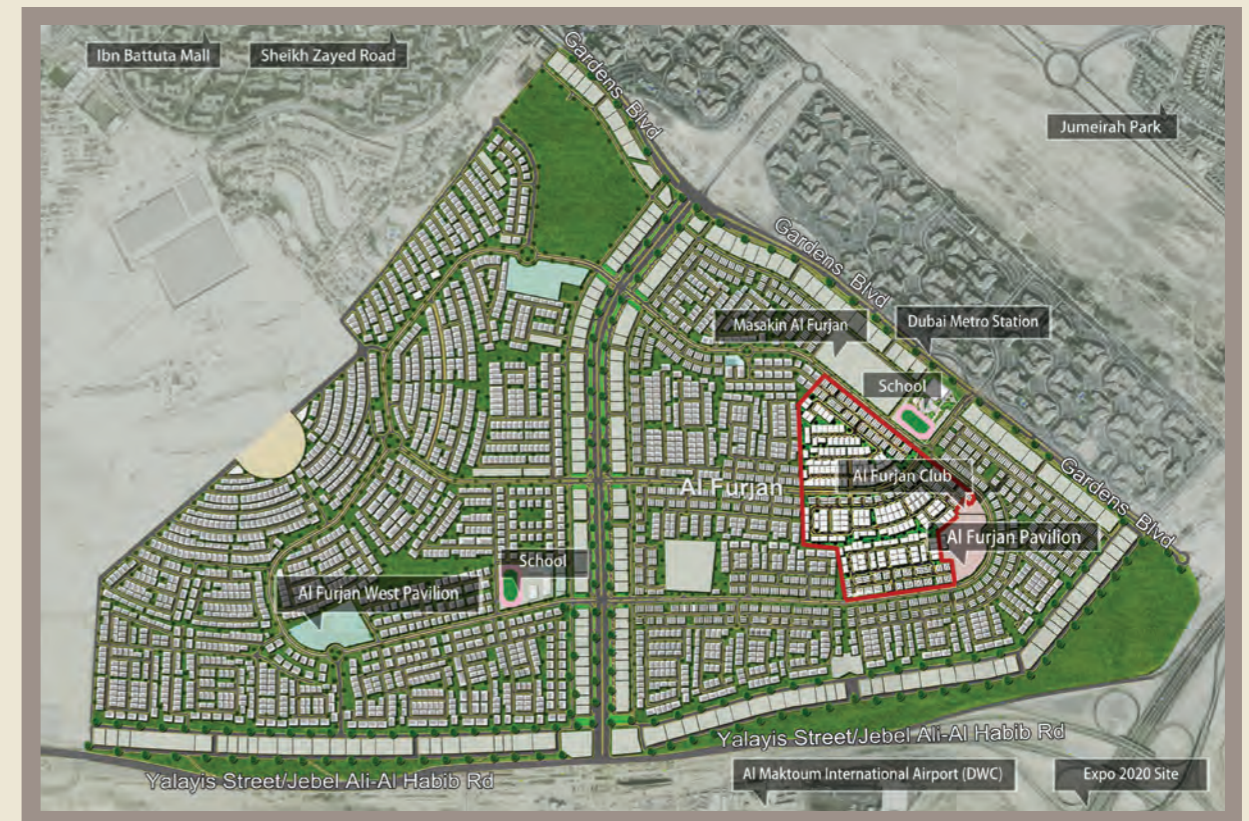 Ibn Battuta Mall
Sheikh Zayed Road
Gardens Blvd
Jumeirah Park
Gardens Blvd
Masakin Al Furjan
Dubai Metro Station
School
Al Furjan Club
Al Furjan
Gardens Blvd
Al Furjan Pavilion
School
Al Furjan West Pavilion
Yalayis Street/Jebel Ali-Al Habib Rd
Yalayis Street/Jebel Ali-Al Habib Rd
Al Maktoum International Airport (DWC)
Expo 2020 Site